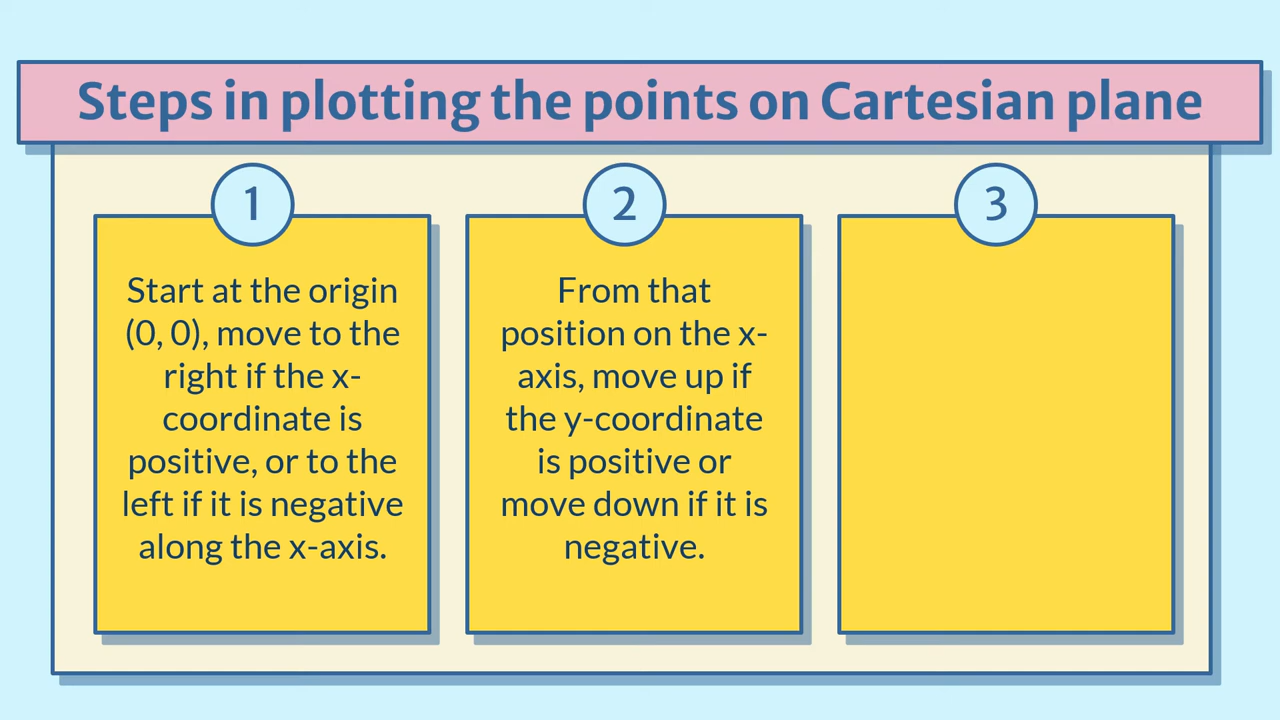 Steps in plotting the points on Cartesian plane
1
Start at the origin
(0, 0), move to the
right if the x-
coordinate is
positive, or to the
left if it is negative
along the x-axis.
2
From that
position on the x-
axis, move up if
the y-coordinate
is positive or
move down if it is
negative.
3